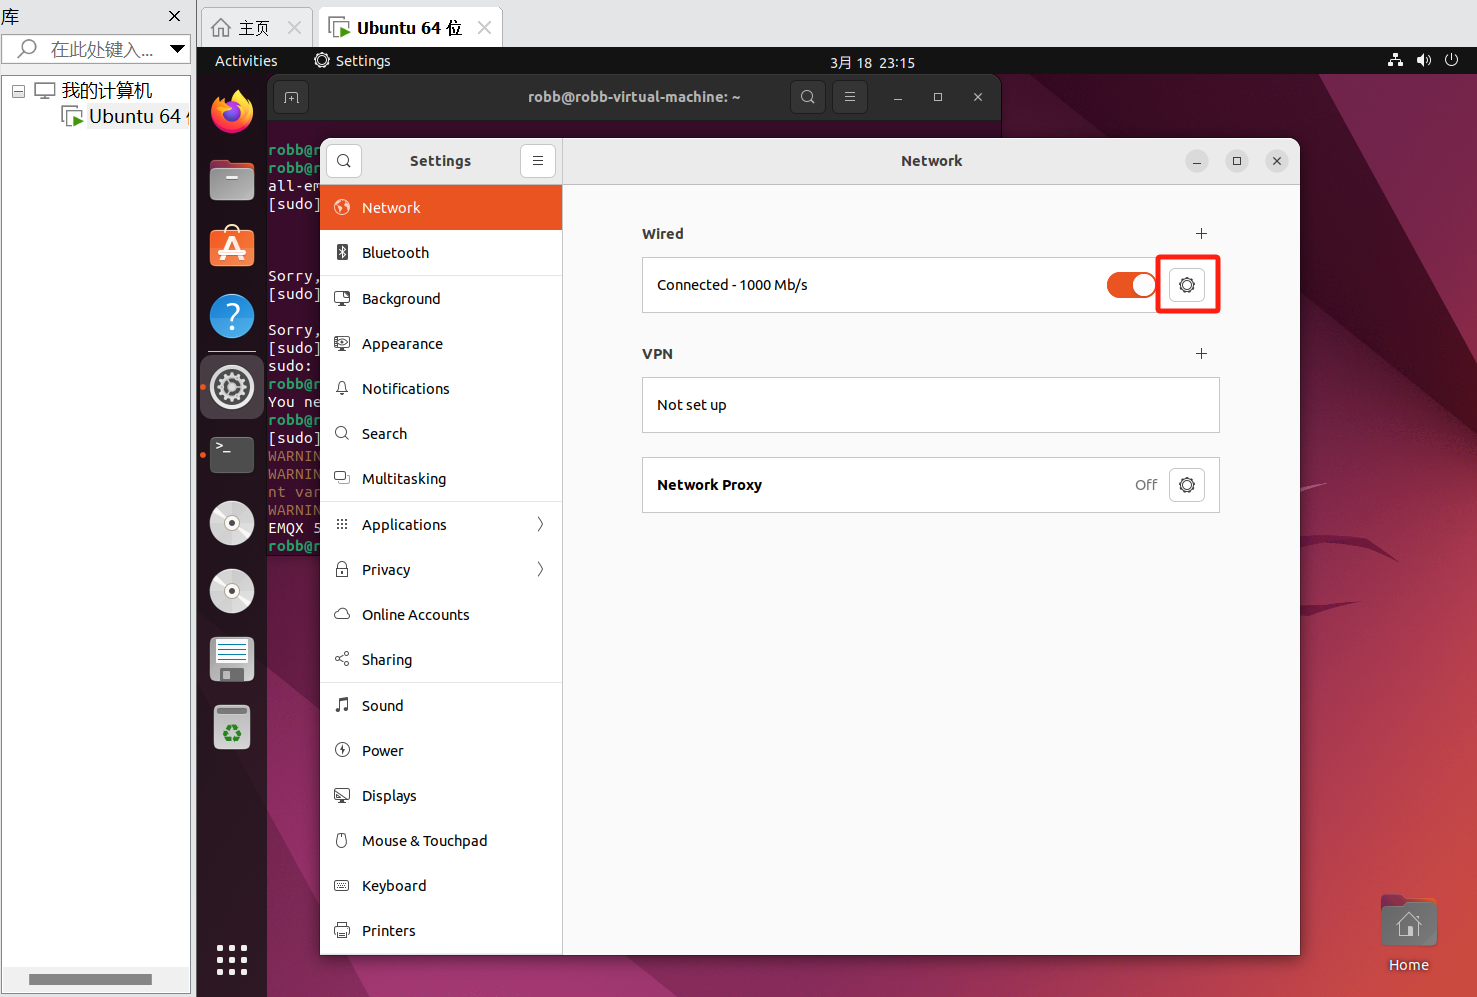 库
主页
Ubuntu 64 位
在此处键入...
我的计算机
Ubuntu 64
Activities
Settings
3月 18 23:15
robb@robb-virtual-machine: ~
robb@r
robb@r
all-em
[sudo]
Sorry,
[sudo]
Sorry,
[sudo]
sudo:
robb@r
You ne
robb@r
[sudo]
WARNIN
WARNIN
nt var
WARNIN
EMQX 5
robb@r
Settings
Network
Bluetooth
Background
Appearance
Notifications
Search
Multitasking
Applications
Privacy
Online Accounts
Sharing
Sound
Power
Displays
Mouse & Touchpad
Keyboard
Printers
Network
Wired
Connected - 1000 Mb/s
VPN
Not set up
Network Proxy
Off
Home